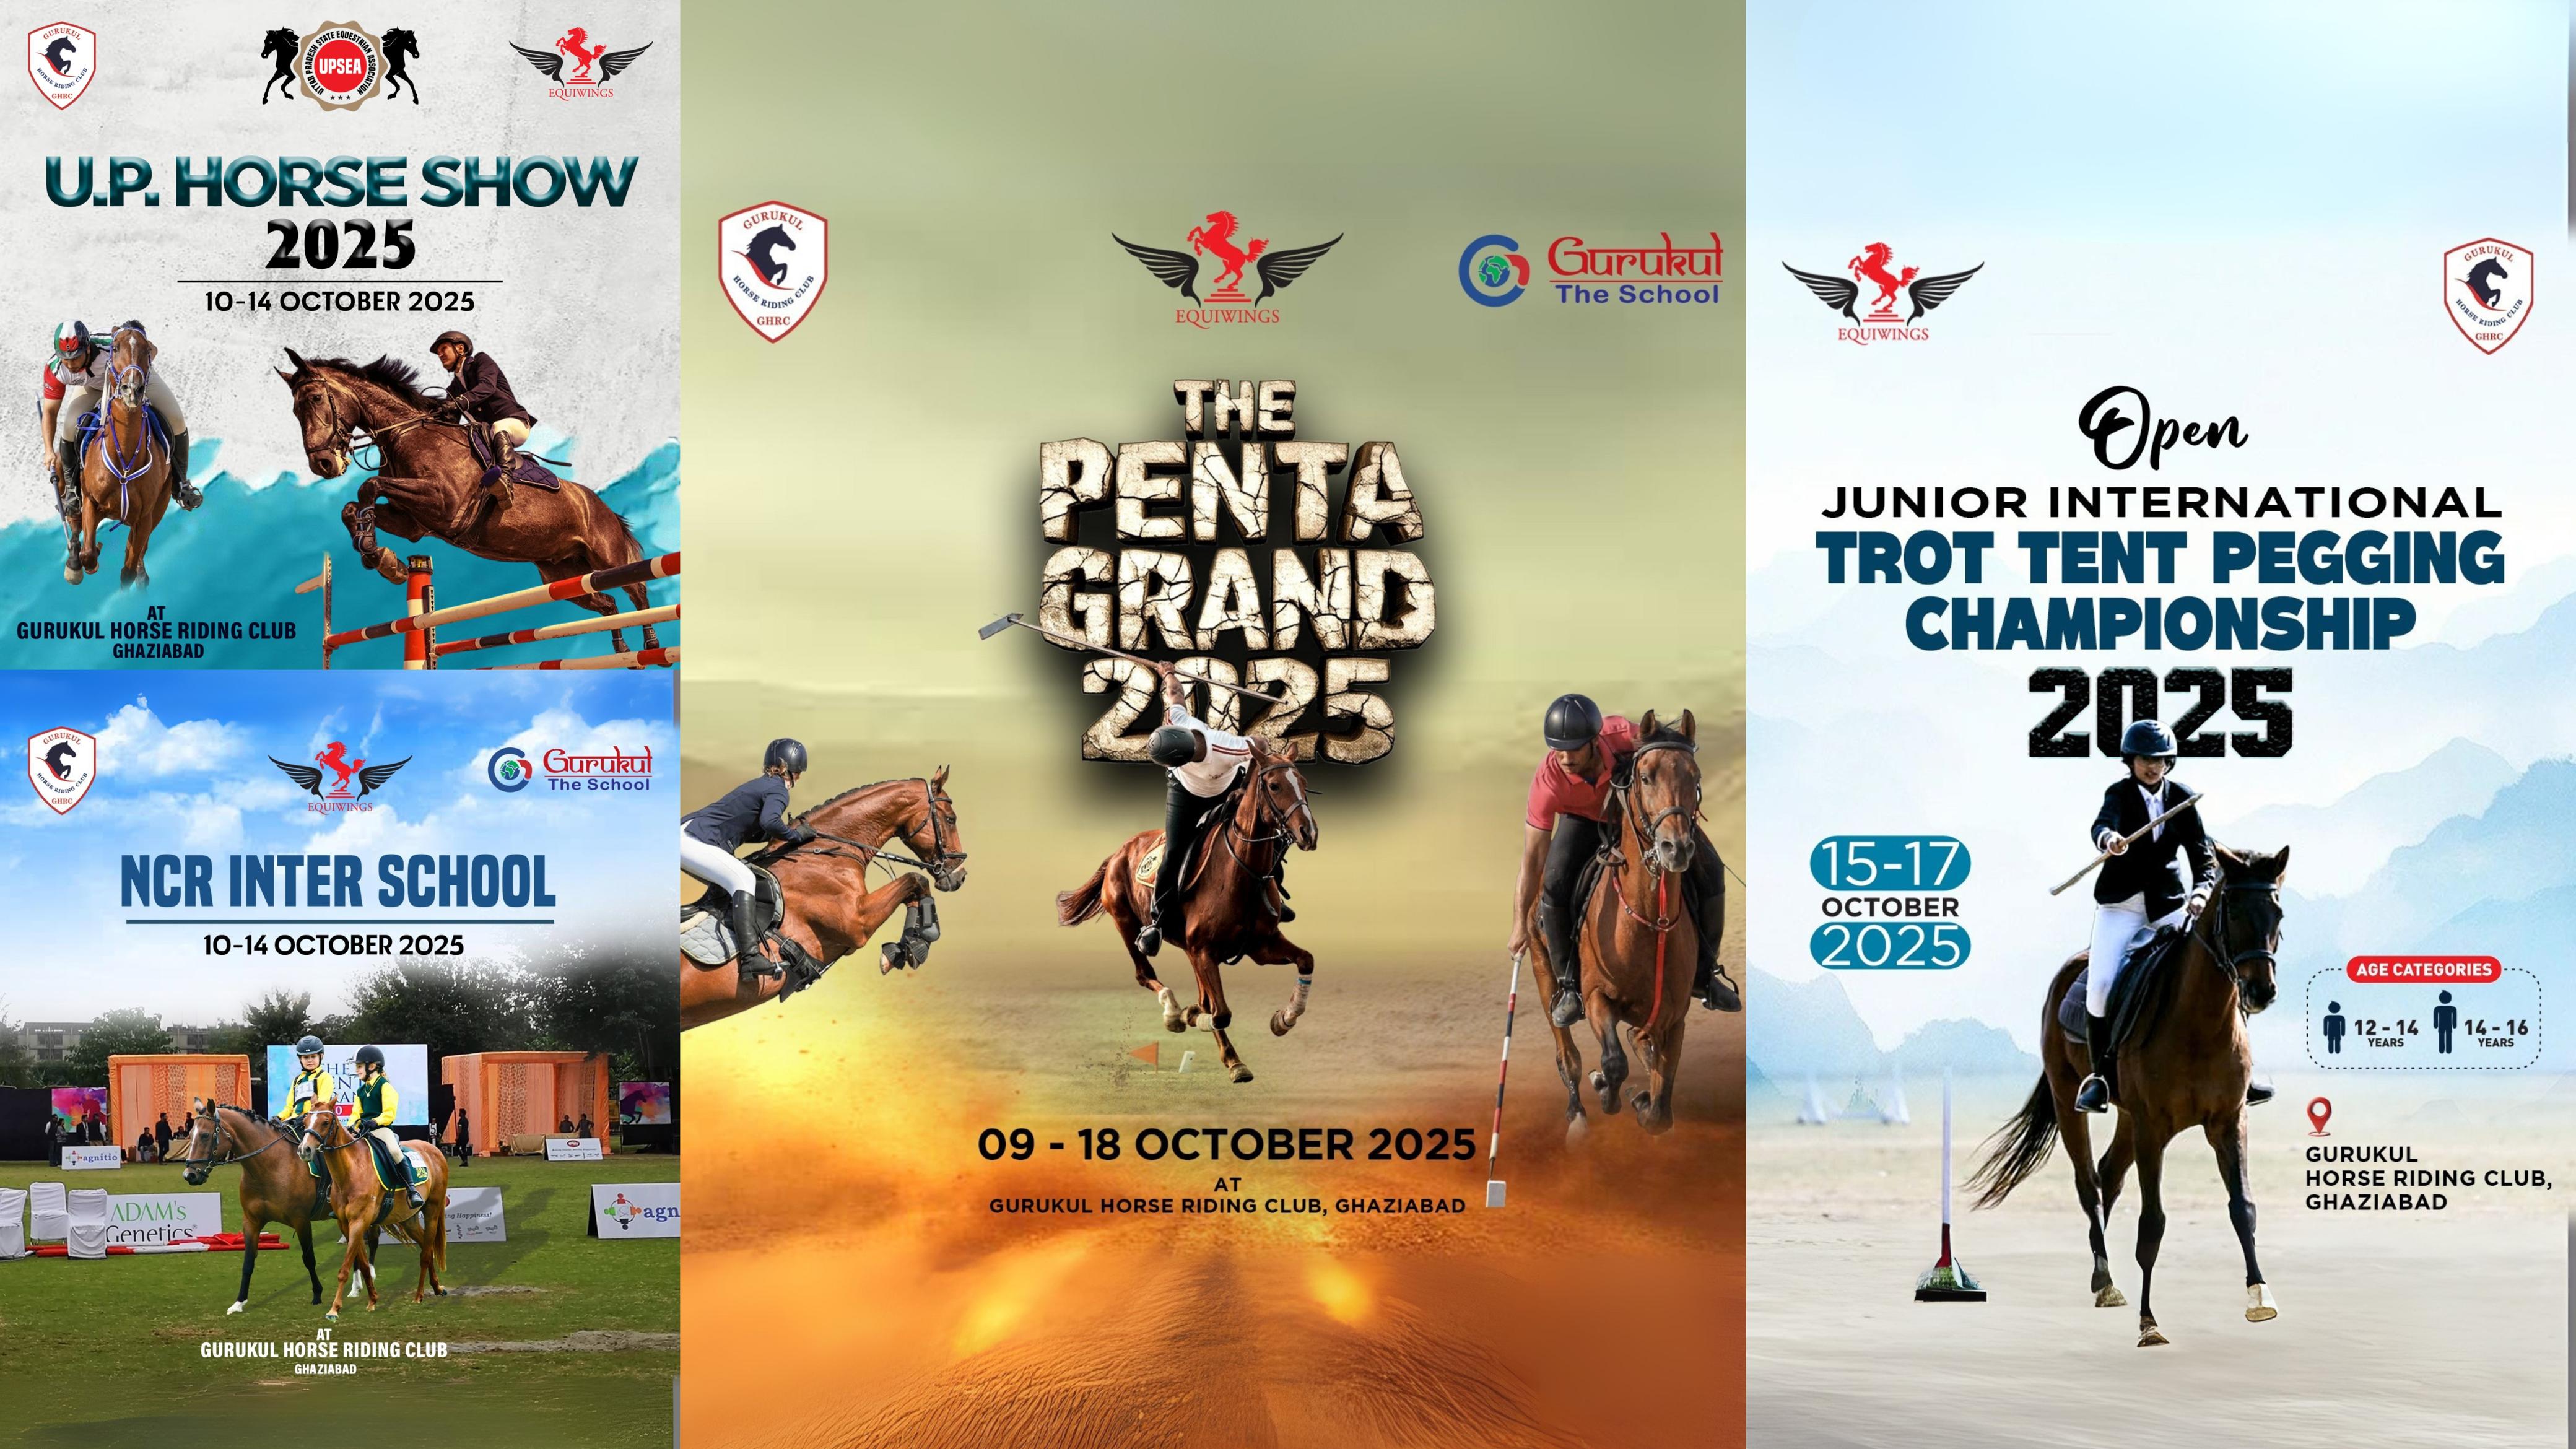 GURUKUL
HORSE RIDING CLUB
GHRC
UTTAR PRADESH STATE EQUESTRIAN ASSOCIATION
UPSEA
EQUIWINGS
U.P. HORSE SHOW
2025
10-14 OCTOBER 2025
AT
GURUKUL HORSE RIDING CLUB
GHAZIABAD
GURUKUL
HORSE RIDING CLUB
GHRC
EQUIWINGS
Gurukul
The School
NCR INTER SCHOOL
10-14 OCTOBER 2025
agnitio
ADAM's
Genetics
ing Happiness!
agn
AT
GURUKUL HORSE RIDING CLUB
GHAZIABAD
GURUKUL
HORSE RIDING CLUB
GHRC
EQUIWINGS
Gurukul
The School
THE
PENTA
GRAND
2025
09 - 18 OCTOBER 2025
AT
GURUKUL HORSE RIDING CLUB, GHAZIABAD
EQUIWINGS
GURUKUL
HORSE RIDING CLUB
GHRC
Open
JUNIOR INTERNATIONAL
TROT TENT PEGGING
CHAMPIONSHIP
2025
15-17
OCTOBER
2025
AGE CATEGORIES
12 - 14
YEARS
14 - 16
YEARS
GURUKUL
HORSE RIDING CLUB,
GHAZIABAD